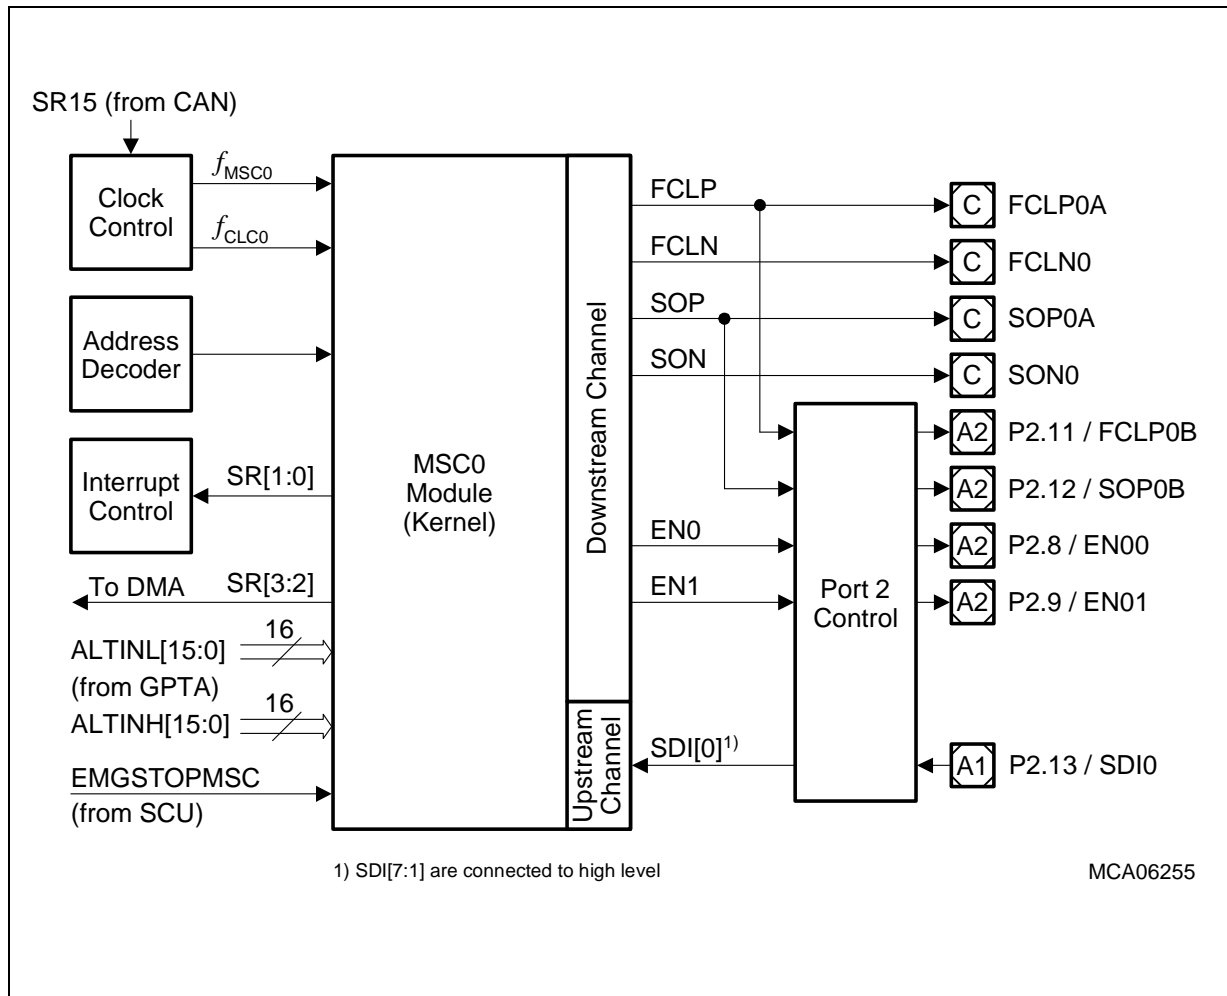 SR15 (from CAN)
Clock
Control
fMSC0
fCLC0
Address
Decoder
Interrupt
Control
SR[1:0]
To DMA
SR[3:2]
ALTINL[15:0]
16
(from GPTA)
ALTINH[15:0]
16
EMGSTOPMSC
(from SCU)
MSC0
Module
(Kernel)
Downstream Channel
Upstream
Channel
FCLP
FCLN
SOP
SON
EN0
EN1
SDI[0]1)
Port 2
Control
C FCLP0A
C FCLN0
C SOP0A
C SON0
A2 P2.11 / FCLP0B
A2 P2.12 / SOP0B
A2 P2.8 / EN00
A2 P2.9 / EN01
A1 P2.13 / SDI0
1) SDI[7:1] are connected to high level
MCA06255